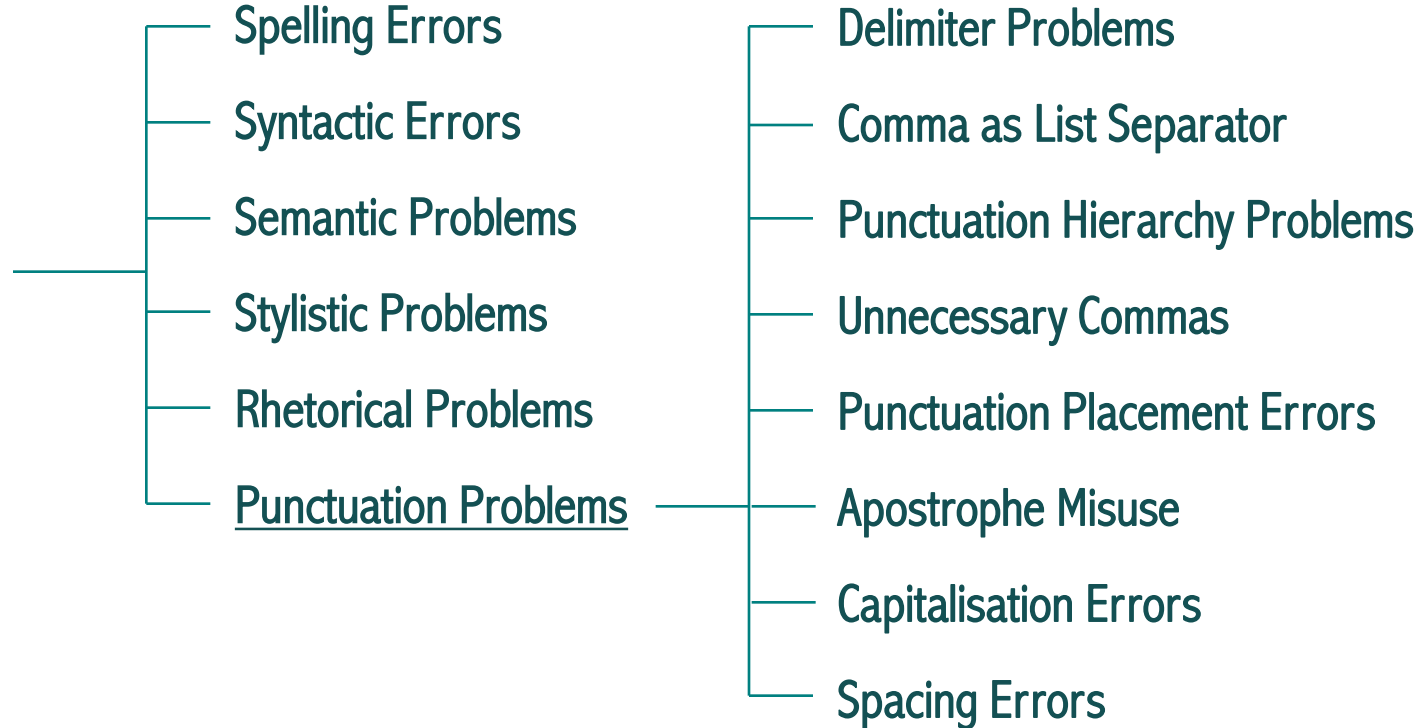 Spelling Errors
Syntactic Errors
Semantic Problems
Stylistic Problems
Rhetorical Problems
Punctuation Problems
Delimiter Problems
Comma as List Separator
Punctuation Hierarchy Problems
Unnecessary Commas
Punctuation Placement Errors
Apostrophe Misuse
Capitalisation Errors
Spacing Errors